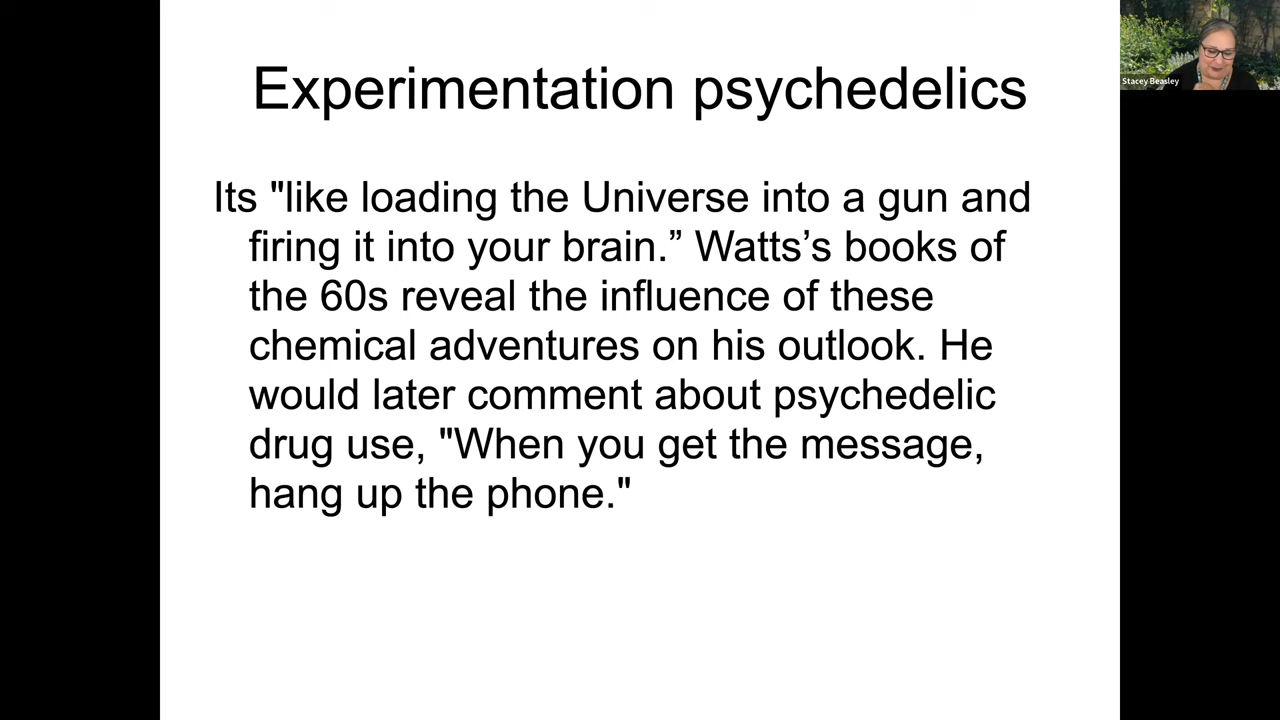 Experimentation psychedelics
Stacey Beasley
Its "like loading the Universe into a gun and
firing it into your brain.” Watts’s books of
the 60s reveal the influence of these
chemical adventures on his outlook. He
would later comment about psychedelic
drug use, "When you get the message,
hang up the phone."